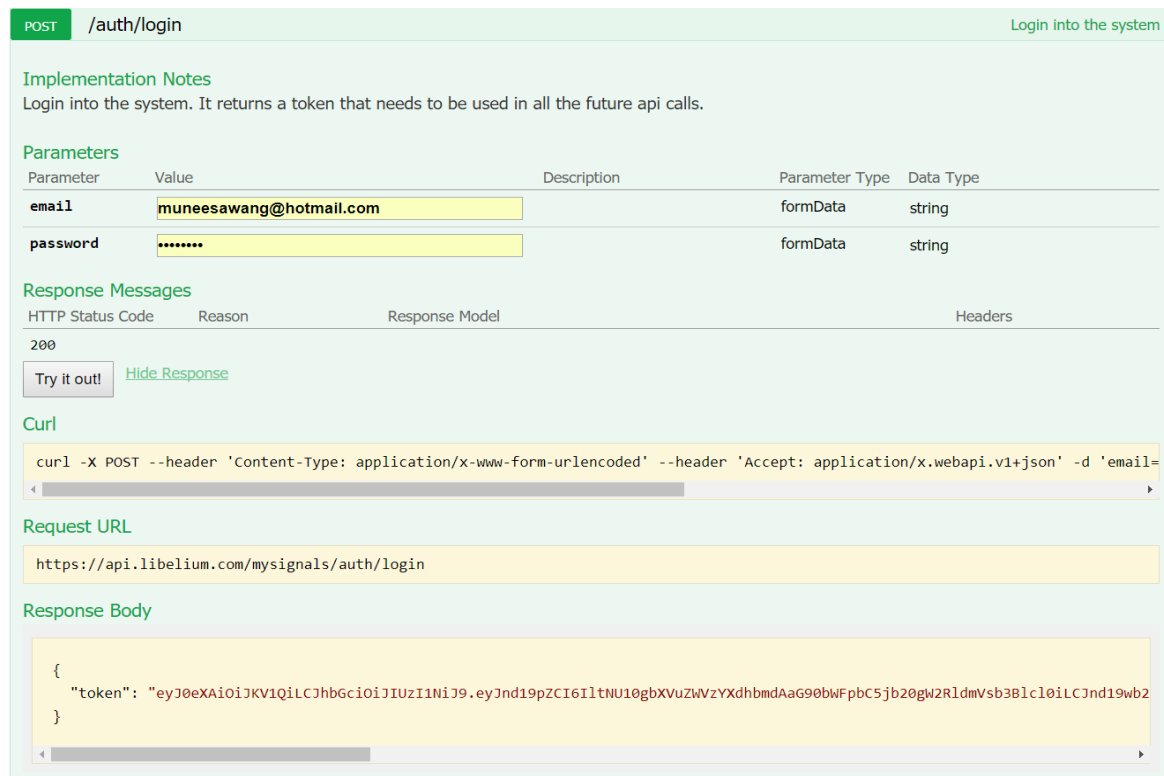 POST /auth/login Login into the system
Implementation Notes
Login into the system. It returns a token that needs to be used in all the future api calls.
Parameters
Parameter Value Description Parameter Type Data Type
email muneesawang@hotmail.com formData string
password •••••••• formData string
Response Messages
HTTP Status Code Reason Response Model Headers
200
Try it out! Hide Response
Curl
curl -X POST --header 'Content-Type: application/x-www-form-urlencoded' --header 'Accept: application/x.webapi.v1+json' -d 'email=
Request URL
https://api.libelium.com/mysignals/auth/login
Response Body
{
"token": "eyJ0eXAiOiJKV1QiLCJhbGciOiJIUzI1NiJ9.eyJnd19pZCI6IltNU10gbXVuZWVzYXdhbmdAaG90bWFpbC5jb20gW2RldmVsb3Blcl0iLCJnd19wb2
}